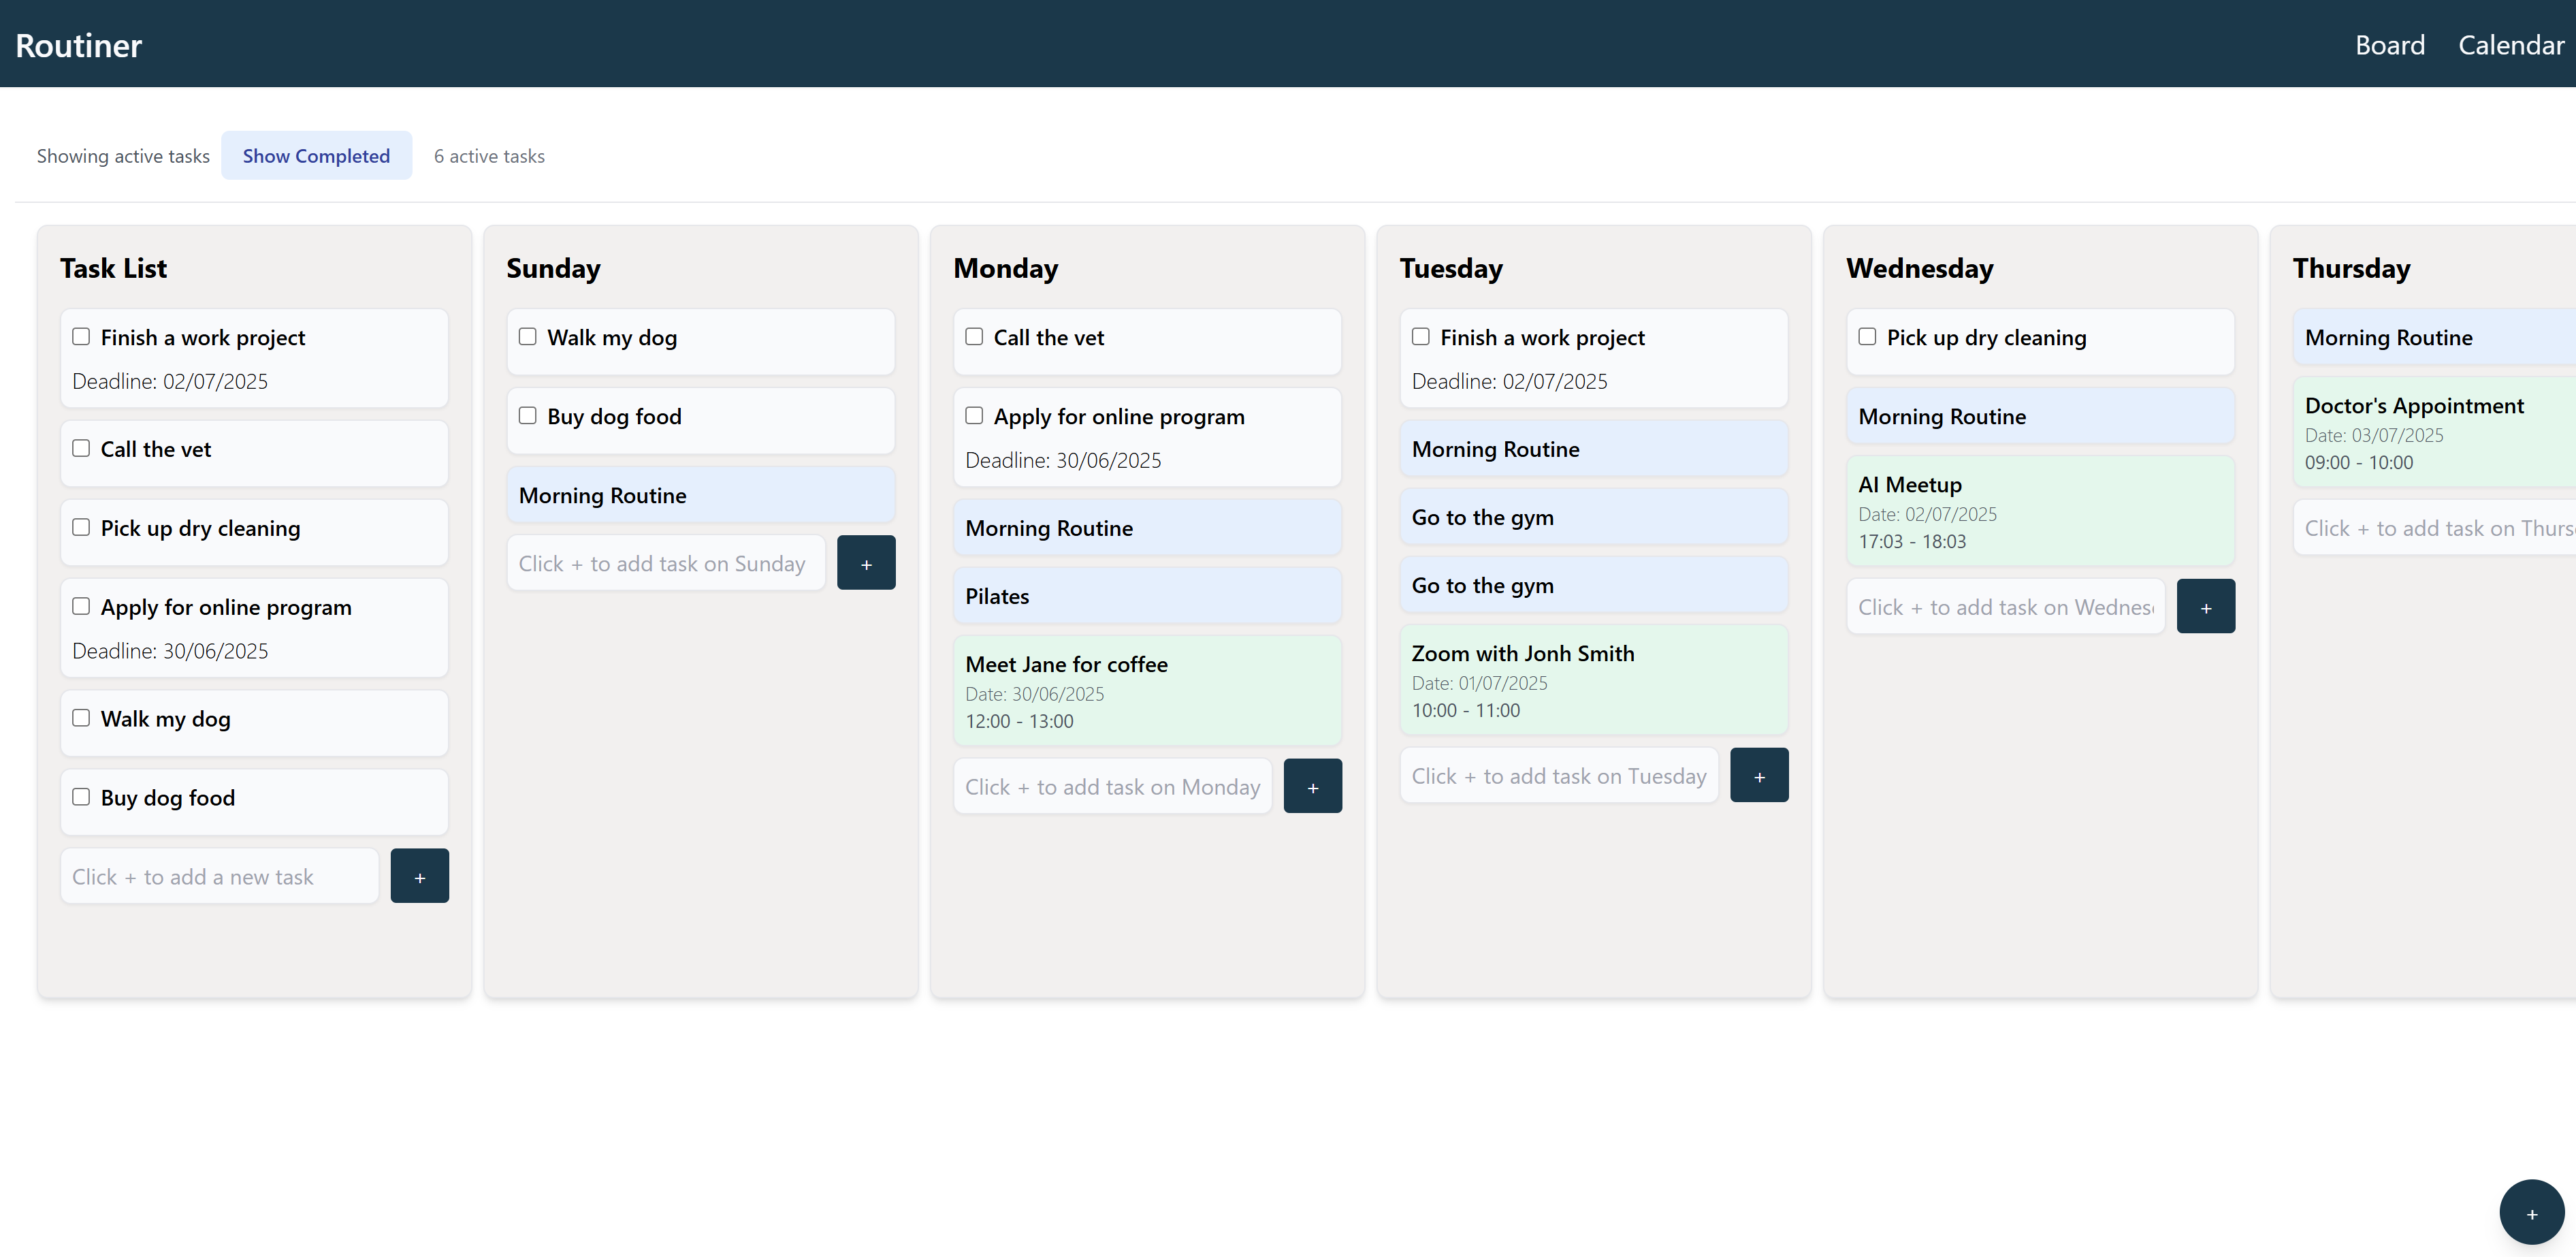 Routiner
Board
Calendar
Showing active tasks
Show Completed
6 active tasks
Task List
Finish a work project
Deadline: 02/07/2025
Call the vet
Pick up dry cleaning
Apply for online program
Deadline: 30/06/2025
Walk my dog
Buy dog food
Click + to add a new task
+
Sunday
Walk my dog
Buy dog food
Morning Routine
Click + to add task on Sunday
+
Monday
Call the vet
Apply for online program
Deadline: 30/06/2025
Morning Routine
Pilates
Meet Jane for coffee
Date: 30/06/2025
12:00 - 13:00
Click + to add task on Monday
+
Tuesday
Finish a work project
Deadline: 02/07/2025
Morning Routine
Go to the gym
Go to the gym
Zoom with Jonh Smith
Date: 01/07/2025
10:00 - 11:00
Click + to add task on Tuesday
+
Wednesday
Pick up dry cleaning
Morning Routine
AI Meetup
Date: 02/07/2025
17:03 - 18:03
Click + to add task on Wednes
+
Thursday
Morning Routine
Doctor's Appointment
Date: 03/07/2025
09:00 - 10:00
Click + to add task on Thurs
+